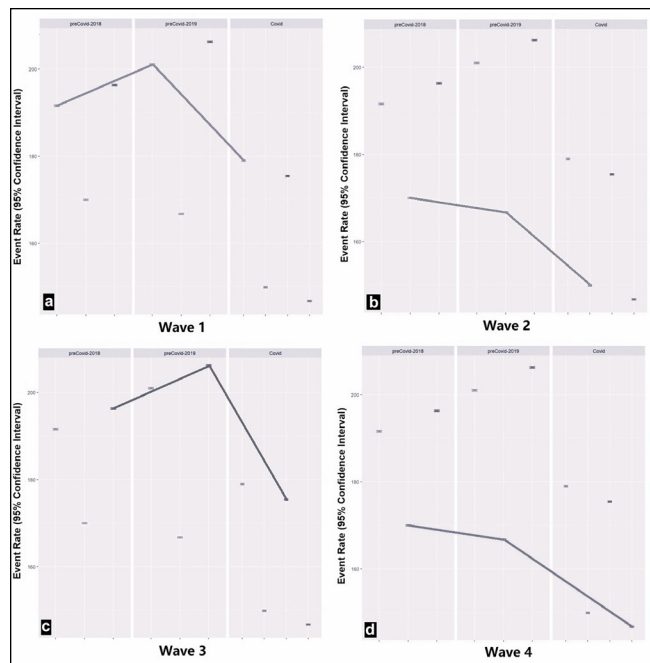 preCovid-2018 preCovid-2019 Covid
Event Rate (95% Confidence Interval)
200
180
160
a
Wave 1
preCovid-2018 preCovid-2019 Covid
Event Rate (95% Confidence Interval)
200
180
160
b
Wave 2
preCovid-2018 preCovid-2019 Covid
Event Rate (95% Confidence Interval)
200
180
160
c
Wave 3
preCovid-2018 preCovid-2019 Covid
Event Rate (95% Confidence Interval)
200
180
160
d
Wave 4